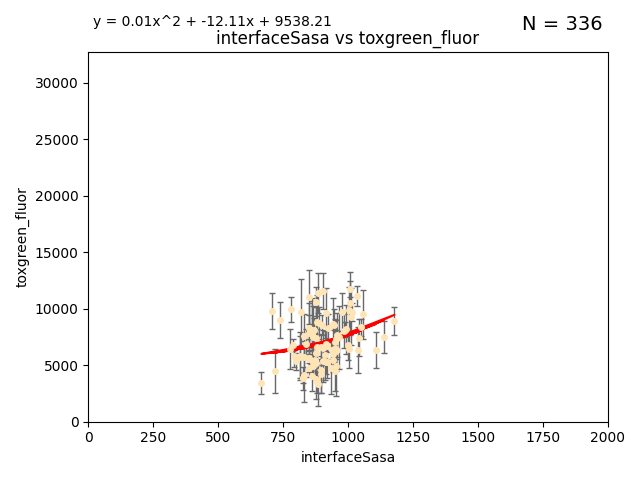 y = 0.01x^2 + -12.11x + 9538.21
N = 336
interfaceSasa vs toxgreen_fluor
30000
25000
20000
15000
10000
5000
0
toxgreen_fluor
0 250 500 750 1000 1250 1500 1750 2000
interfaceSasa